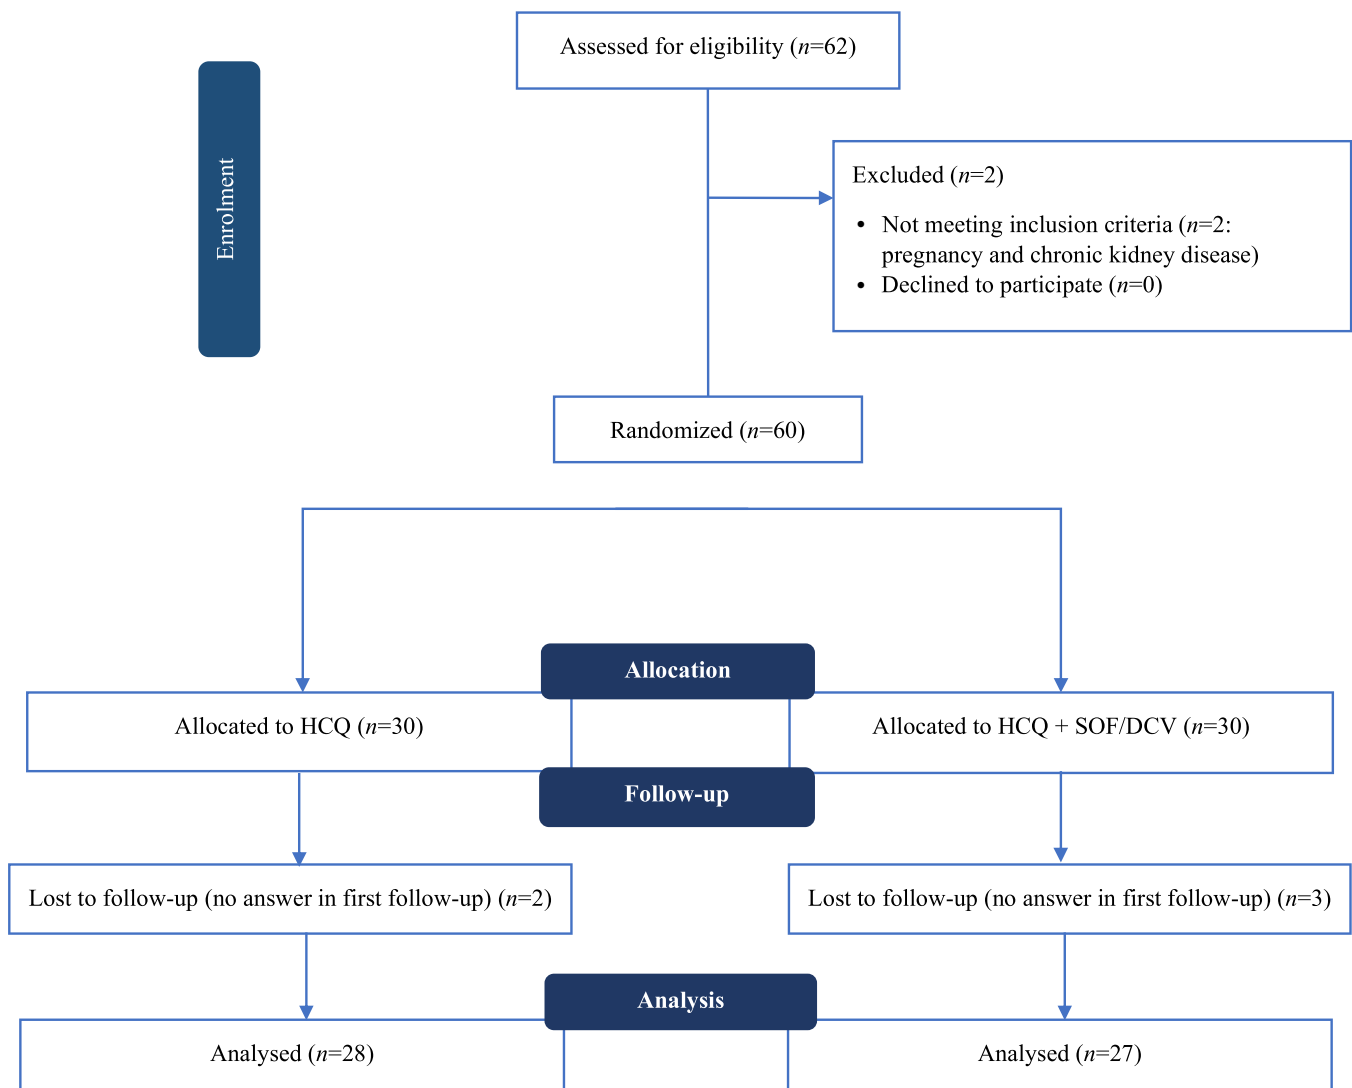 Assessed for eligibility (n=62)
Enrolment
Excluded (n=2)
• Not meeting inclusion criteria (n=2:
pregnancy and chronic kidney disease)
• Declined to participate (n=0)
Randomized (n=60)
Allocation
Allocated to HCQ (n=30)
Allocated to HCQ + SOF/DCV (n=30)
Follow-up
Lost to follow-up (no answer in first follow-up) (n=2)
Lost to follow-up (no answer in first follow-up) (n=3)
Analysis
Analysed (n=28)
Analysed (n=27)